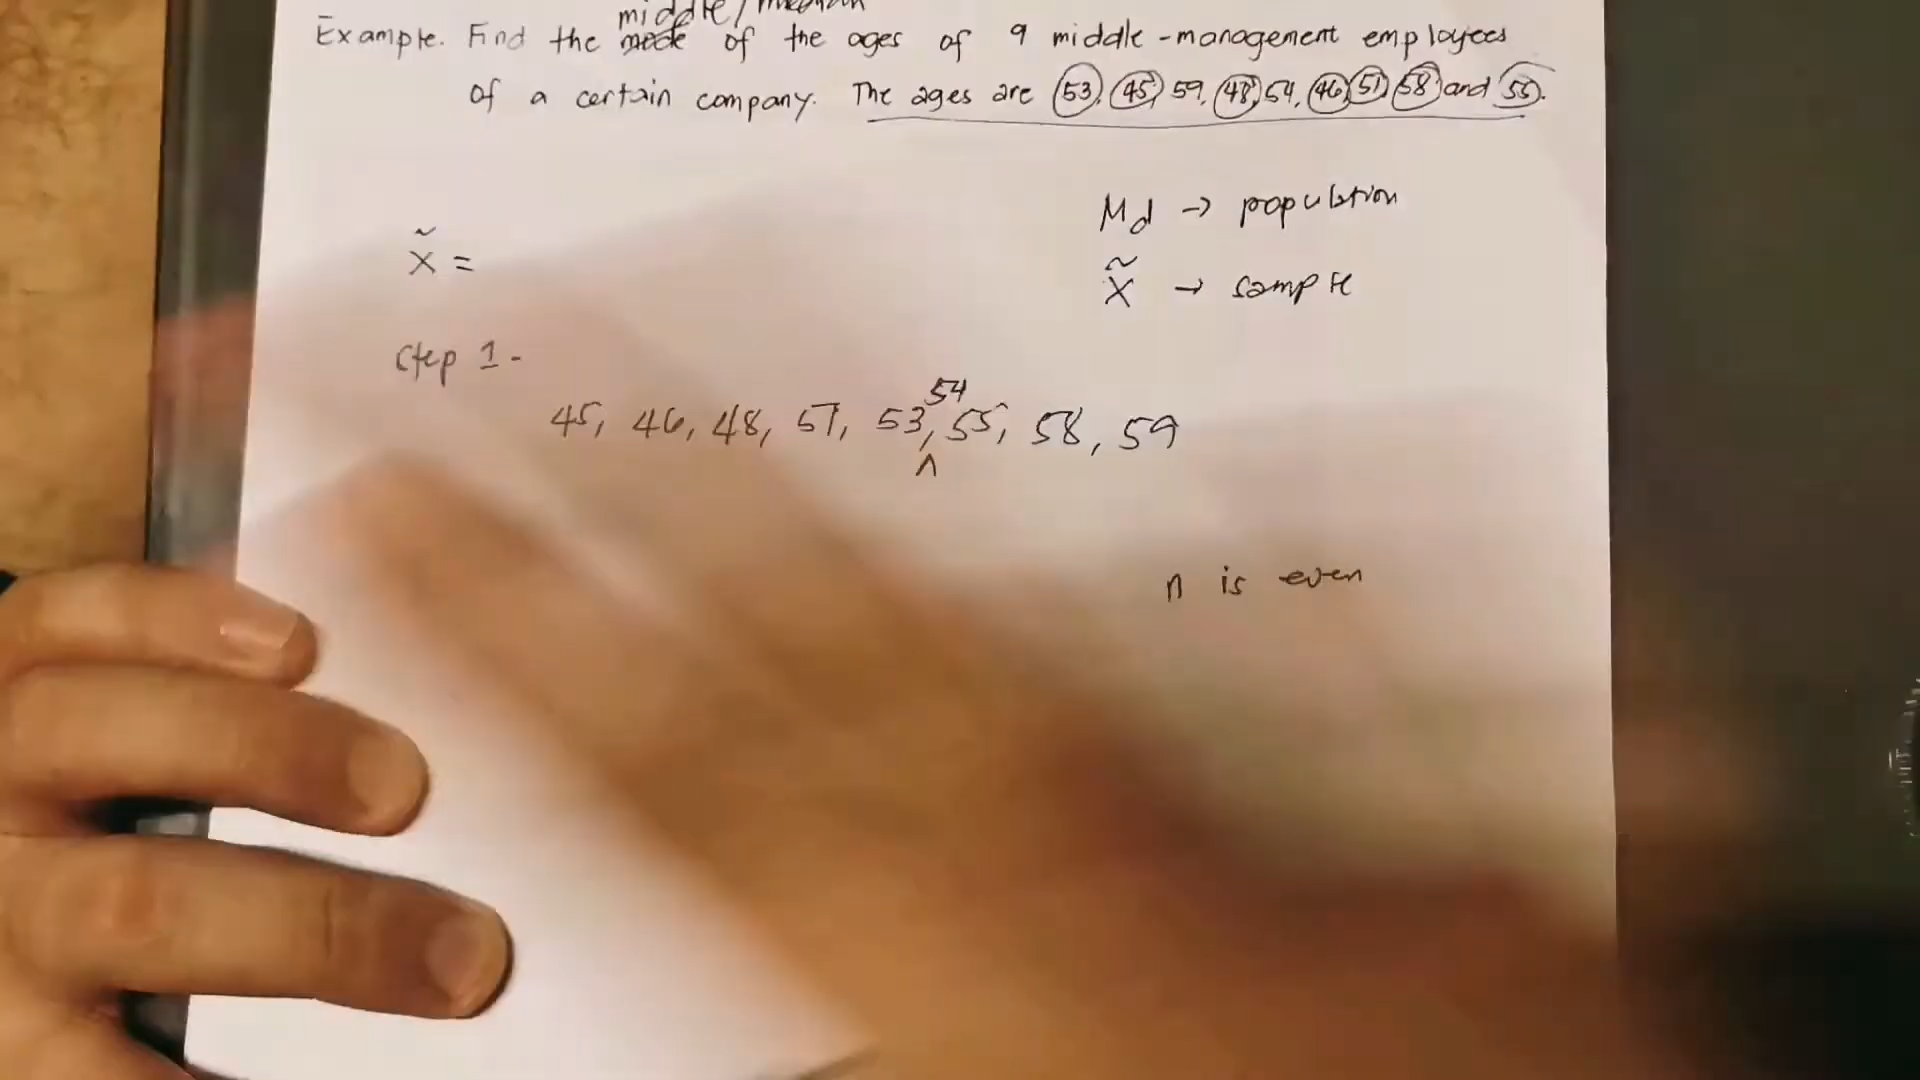 middle / median
Example. Find the mode of the ages of 9 middle-management employees
of a certain company. The ages are 53, 45, 59, 48, 54, 46, 51, 58 and 55.
Md → population
x̃ =
x̃ → sample
Step 1 -
54
45, 46, 48, 51, 53, 55, 58, 59
^
n is even